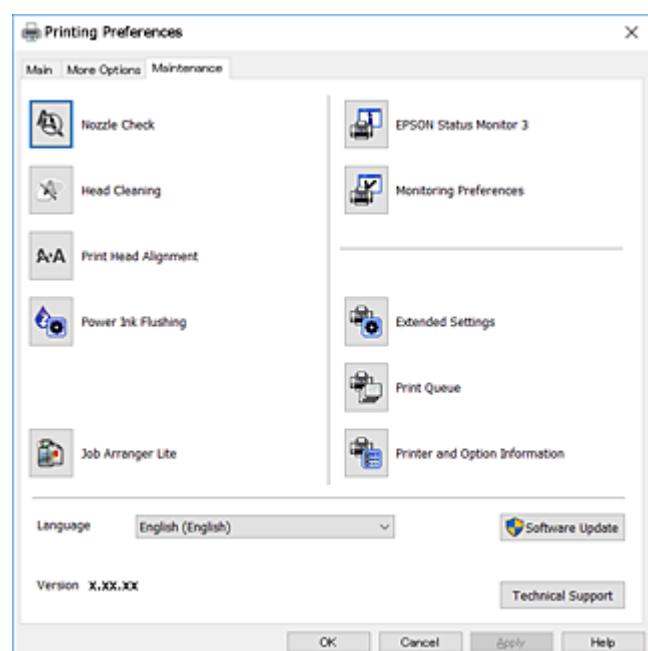 Printing Preferences
Main More Options Maintenance
Nozzle Check
Head Cleaning
A·A Print Head Alignment
Power Ink Flushing
Job Arranger Lite
EPSON Status Monitor 3
Monitoring Preferences
Extended Settings
Print Queue
Printer and Option Information
Language English (English) Software Update
Version X.XX.XX Technical Support
OK Cancel Apply Help